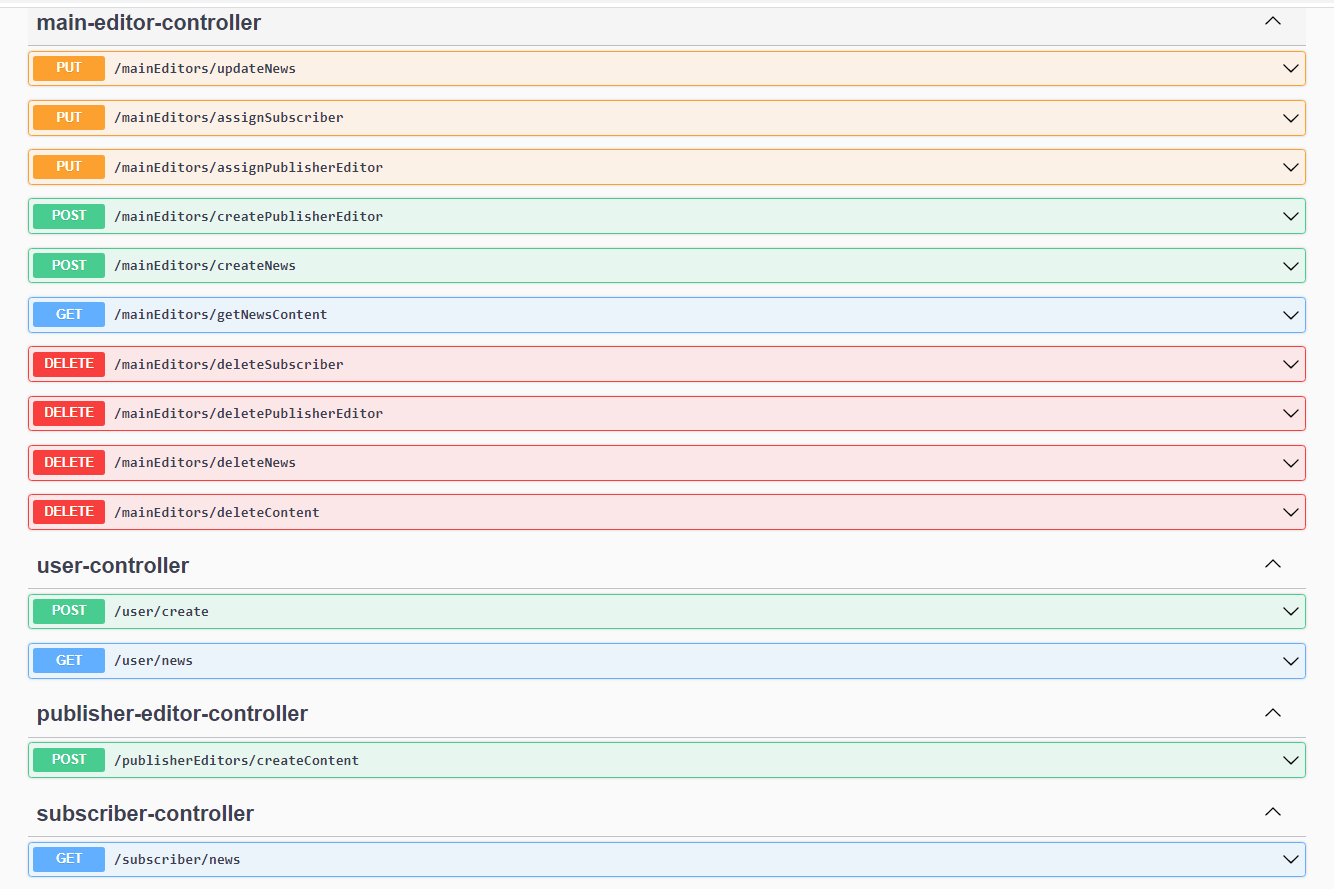 main-editor-controller
PUT /mainEditors/updateNews
PUT /mainEditors/assignSubscriber
PUT /mainEditors/assignPublisherEditor
POST /mainEditors/createPublisherEditor
POST /mainEditors/createNews
GET /mainEditors/getNewsContent
DELETE /mainEditors/deleteSubscriber
DELETE /mainEditors/deletePublisherEditor
DELETE /mainEditors/deleteNews
DELETE /mainEditors/deleteContent
user-controller
POST /user/create
GET /user/news
publisher-editor-controller
POST /publisherEditors/createContent
subscriber-controller
GET /subscriber/news